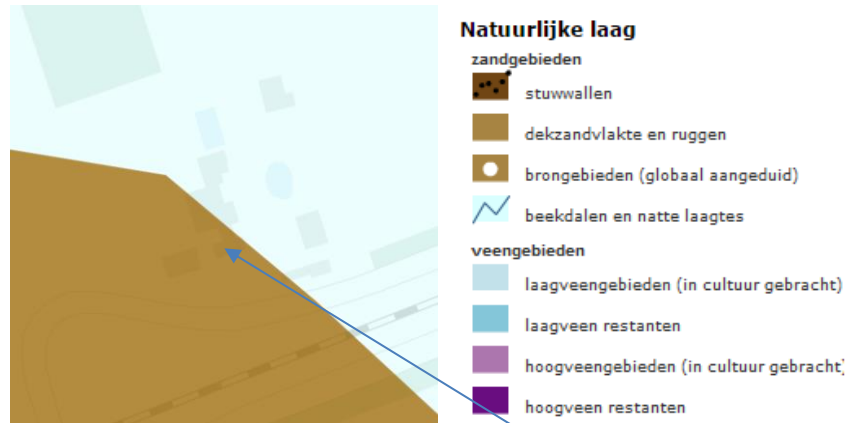 Natuurlijke laag
zandgebieden
stuwwallen
dekzandvlakte en ruggen
brongebieden (globaal aangeduid)
beekdalen en natte laagtes
veengebieden
laagveengebieden (in cultuur gebracht)
laagveen restanten
hoogveengebieden (in cultuur gebracht)
hoogveen restanten